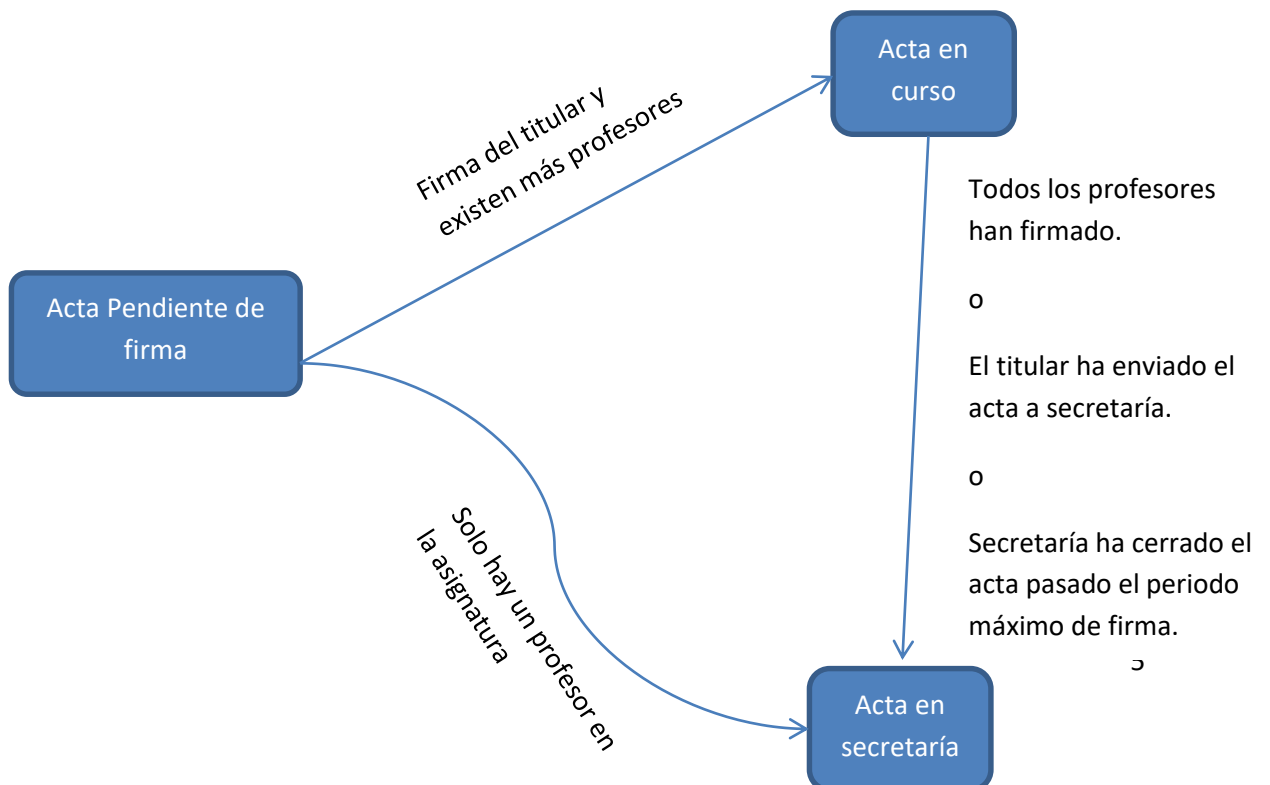 Acta en
curso
Firma del titular y
existen más profesores
Todos los profesores
han firmado.
o
Acta Pendiente de
firma
El titular ha enviado el
acta a secretaría.
o
Solo hay un profesor en
la asignatura
Secretaría ha cerrado el
acta pasado el periodo
máximo de firma.
Acta en
secretaría